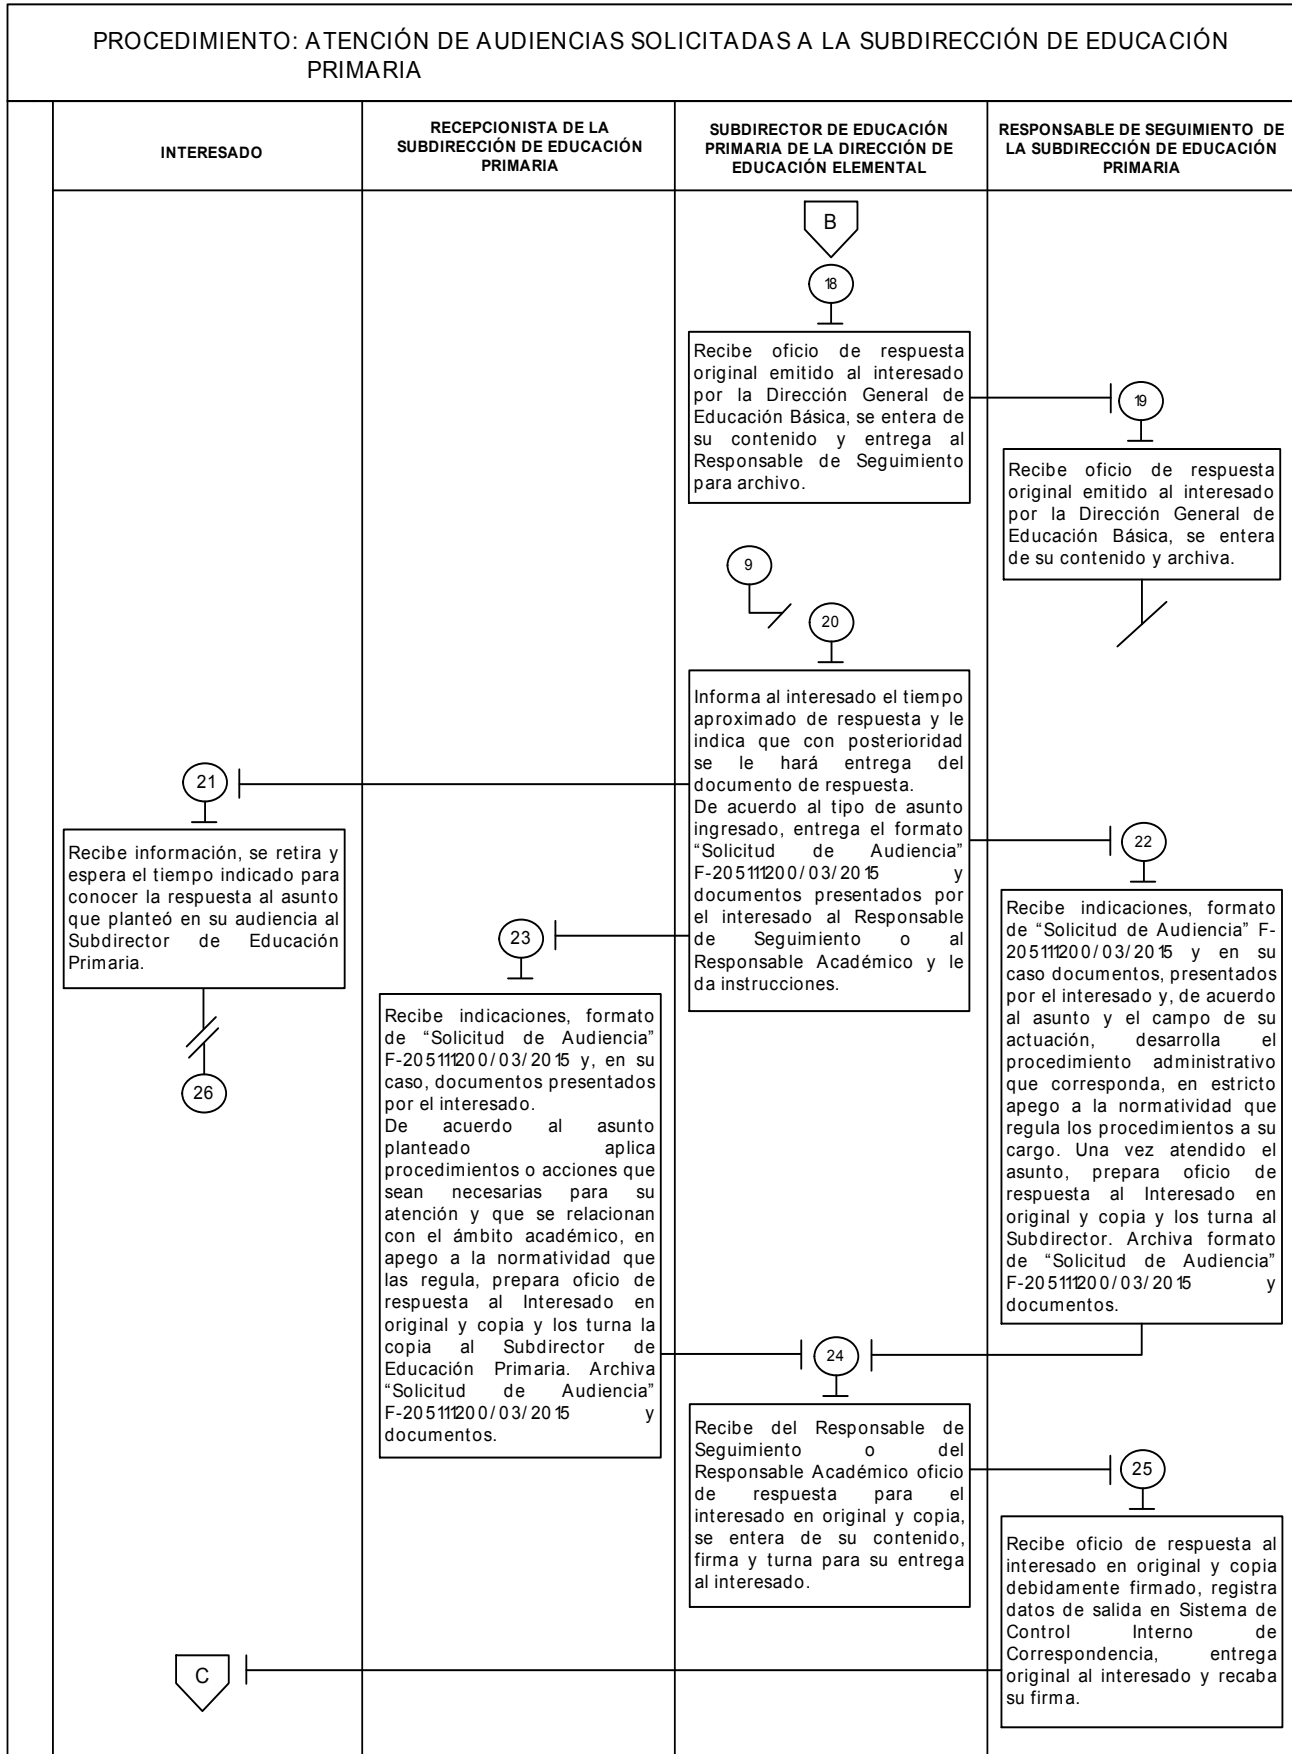 PROCEDIMIENTO: ATENCIÓN DE AUDIENCIAS SOLICITADAS A LA SUBDIRECCIÓN DE EDUCACIÓN
PRIMARIA
INTERESADO
RECEPCIONISTA DE LA
SUBDIRECCIÓN DE EDUCACIÓN
PRIMARIA
SUBDIRECTOR DE EDUCACIÓN
PRIMARIA DE LA DIRECCIÓN DE
EDUCACIÓN ELEMENTAL
RESPONSABLE DE SEGUIMIENTO DE
LA SUBDIRECCIÓN DE EDUCACIÓN
PRIMARIA
B
18
Recibe oficio de respuesta
original emitido al interesado
por la Dirección General de
Educación Básica, se entera de
su contenido y entrega al
Responsable de Seguimiento
para archivo.
19
Recibe oficio de respuesta
original emitido al interesado
por la Dirección General de
Educación Básica, se entera
de su contenido y archiva.
9
20
Informa al interesado el tiempo
aproximado de respuesta y le
indica que con posterioridad
se le hará entrega del
documento de respuesta.
De acuerdo al tipo de asunto
ingresado, entrega el formato
“Solicitud de Audiencia”
F-205111200/03/2015 y
documentos presentados por
el interesado al Responsable
de Seguimiento o al
Responsable Académico y le
da instrucciones.
21
Recibe información, se retira y
espera el tiempo indicado para
conocer la respuesta al asunto
que planteó en su audiencia al
Subdirector de Educación
Primaria.
26
22
Recibe indicaciones, formato
de “Solicitud de Audiencia” F-
205111200/03/2015 y en su
caso documentos, presentados
por el interesado y, de acuerdo
al asunto y el campo de su
actuación, desarrolla el
procedimiento administrativo
que corresponda, en estricto
apego a la normatividad que
regula los procedimientos a su
cargo. Una vez atendido el
asunto, prepara oficio de
respuesta al Interesado en
original y copia y los turna al
Subdirector. Archiva formato
de “Solicitud de Audiencia”
F-205111200/03/2015 y
documentos.
23
Recibe indicaciones, formato
de “Solicitud de Audiencia”
F-205111200/03/2015 y, en su
caso, documentos presentados
por el interesado.
De acuerdo al asunto
planteado aplica
procedimientos o acciones que
sean necesarias para su
atención y que se relacionan
con el ámbito académico, en
apego a la normatividad que
las regula, prepara oficio de
respuesta al Interesado en
original y copia y los turna la
copia al Subdirector de
Educación Primaria. Archiva
“Solicitud de Audiencia”
F-205111200/03/2015 y
documentos.
24
Recibe del Responsable de
Seguimiento o del
Responsable Académico oficio
de respuesta para el
interesado en original y copia,
se entera de su contenido,
firma y turna para su entrega
al interesado.
25
Recibe oficio de respuesta al
interesado en original y copia
debidamente firmado, registra
datos de salida en Sistema de
Control Interno de
Correspondencia, entrega
original al interesado y recaba
su firma.
C